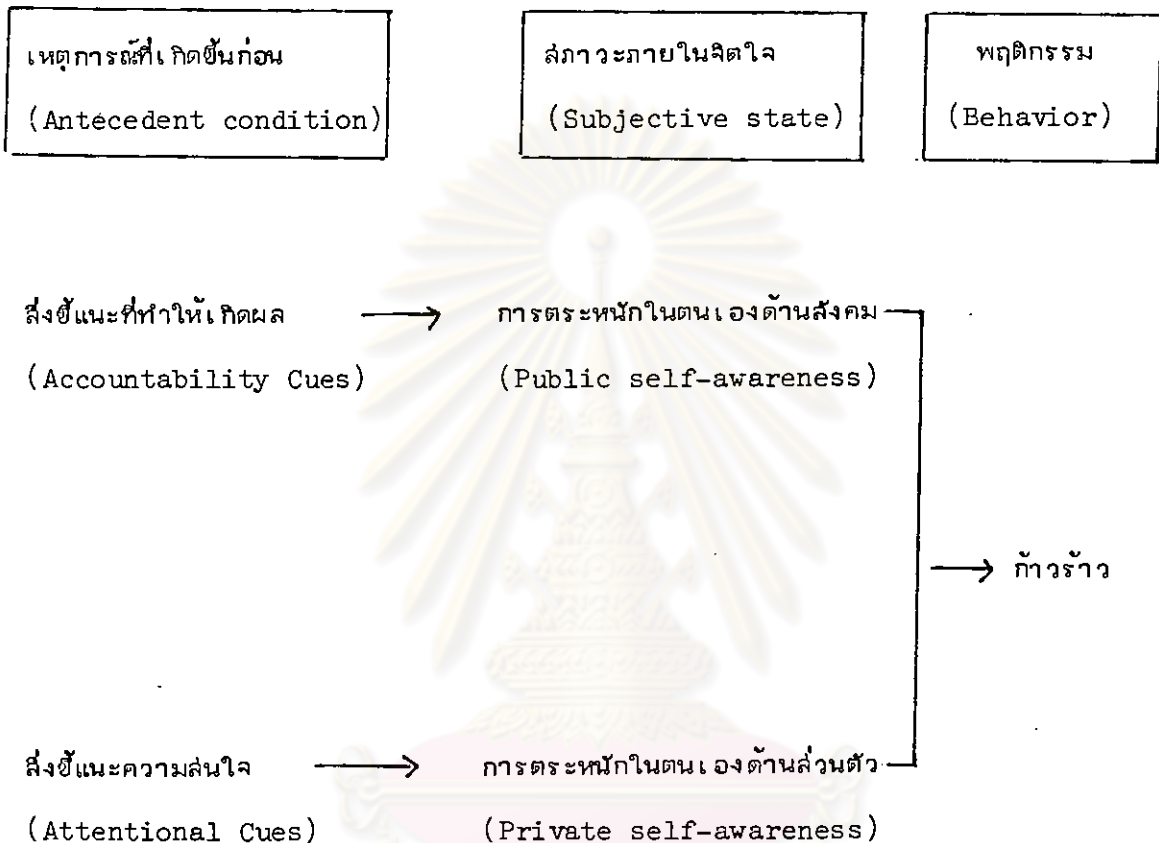 เหตุการณ์ที่เกิดขึ้นก่อน
(Antecedent condition)
สภาวะภายในจิตใจ
(Subjective state)
พฤติกรรม
(Behavior)
สิ่งชี้แนะที่ทำให้เกิดผล
(Accountability Cues)
การตระหนักในตนเองด้านสังคม
(Public self-awareness)
ก้าวร้าว
สิ่งชี้แนะความสนใจ
(Attentional Cues)
การตระหนักในตนเองด้านส่วนตัว
(Private self-awareness)